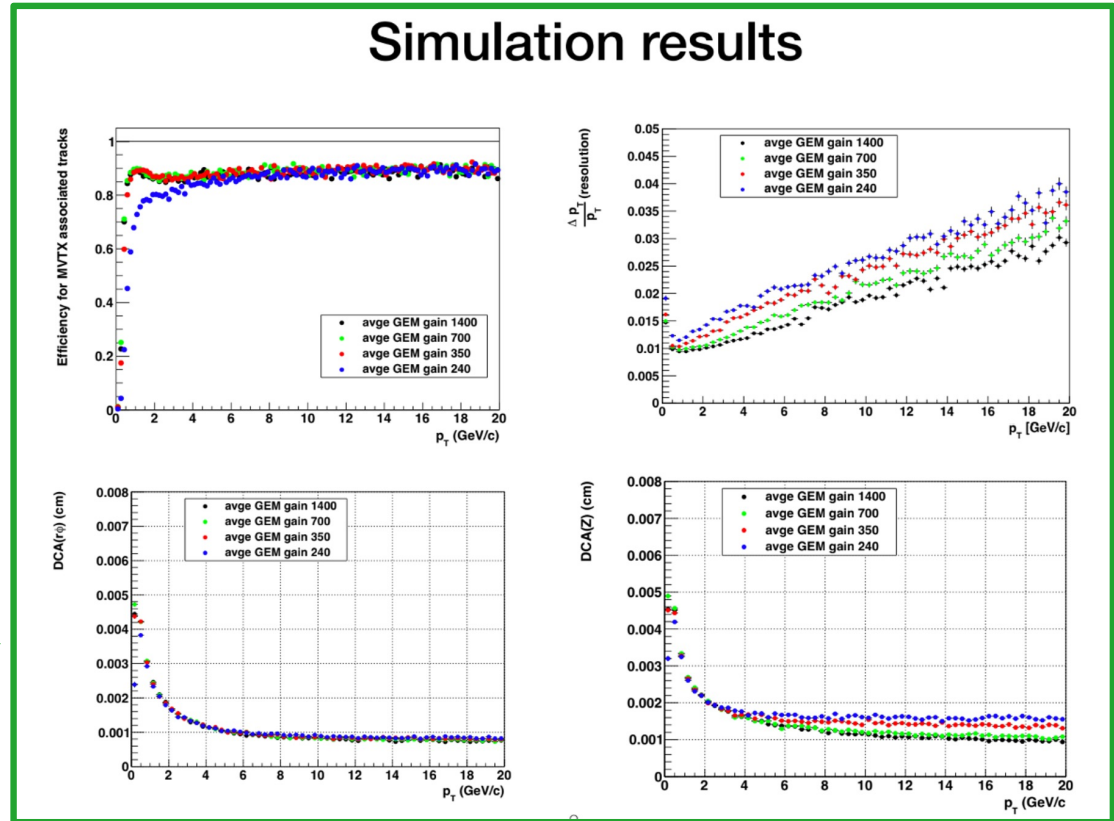 Simulation results
Efficiency for MVTX associated tracks
1
0.8
0.6
0.4
0.2
0
avge GEM gain 1400
avge GEM gain 700
avge GEM gain 350
avge GEM gain 240
0 2 4 6 8 10 12 14 16 18 20
p_T (GeV/c)
Δ p_T / p_T (resolution)
0.05
0.045
0.04
0.035
0.03
0.025
0.02
0.015
0.01
0.005
0
avge GEM gain 1400
avge GEM gain 700
avge GEM gain 350
avge GEM gain 240
0 2 4 6 8 10 12 14 16 18 20
p_T [GeV/c]
DCA(rϕ) (cm)
0.008
0.007
0.006
0.005
0.004
0.003
0.002
0.001
0
avge GEM gain 1400
avge GEM gain 700
avge GEM gain 350
avge GEM gain 240
0 2 4 6 8 10 12 14 16 18 20
p_T (GeV/c)
DCA(Z) (cm)
0.008
0.007
0.006
0.005
0.004
0.003
0.002
0.001
0
avge GEM gain 1400
avge GEM gain 700
avge GEM gain 350
avge GEM gain 240
0 2 4 6 8 10 12 14 16 18 20
p_T (GeV/c